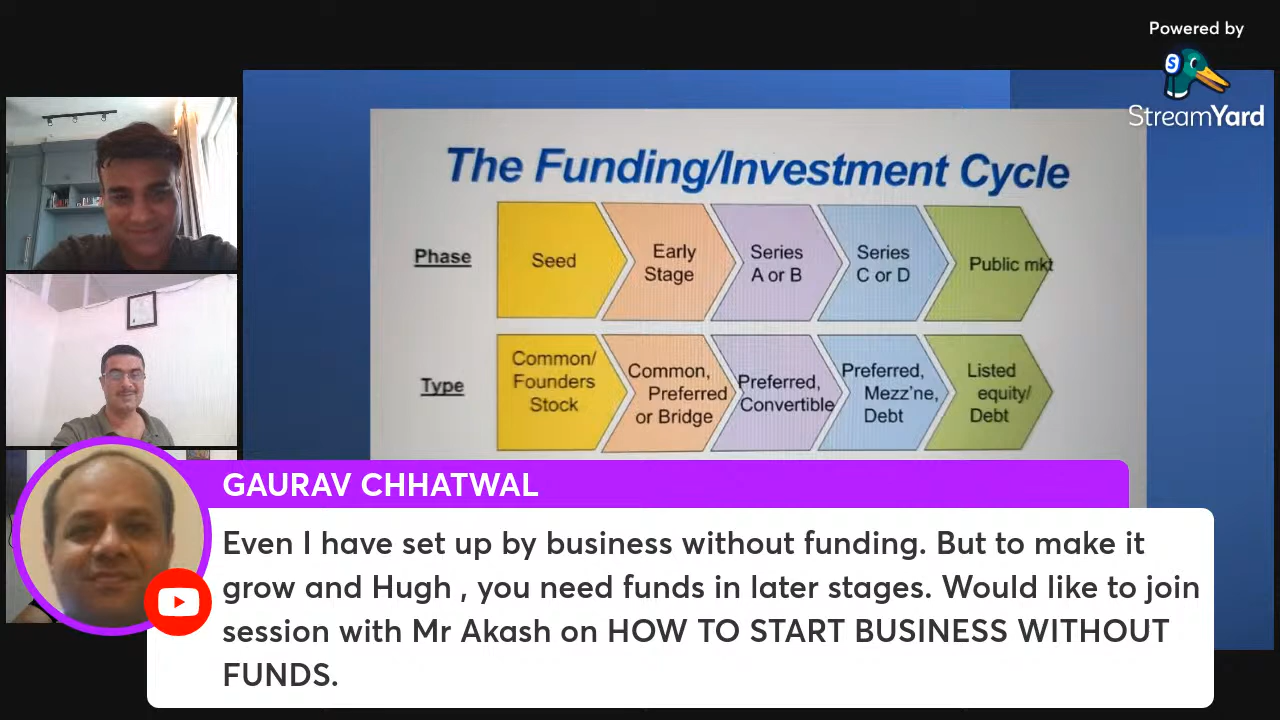 Powered by
StreamYard
The Funding/Investment Cycle
Phase
Seed
Early
Stage
Series
A or B
Series
C or D
Public mkt
Type
Common/
Founders
Stock
Common,
Preferred
or Bridge
Preferred,
Convertible
Preferred,
Mezz'ne,
Debt
Listed
equity/
Debt
GAURAV CHHATWAL
Even I have set up by business without funding. But to make it
grow and Hugh , you need funds in later stages. Would like to join
session with Mr Akash on HOW TO START BUSINESS WITHOUT
FUNDS.